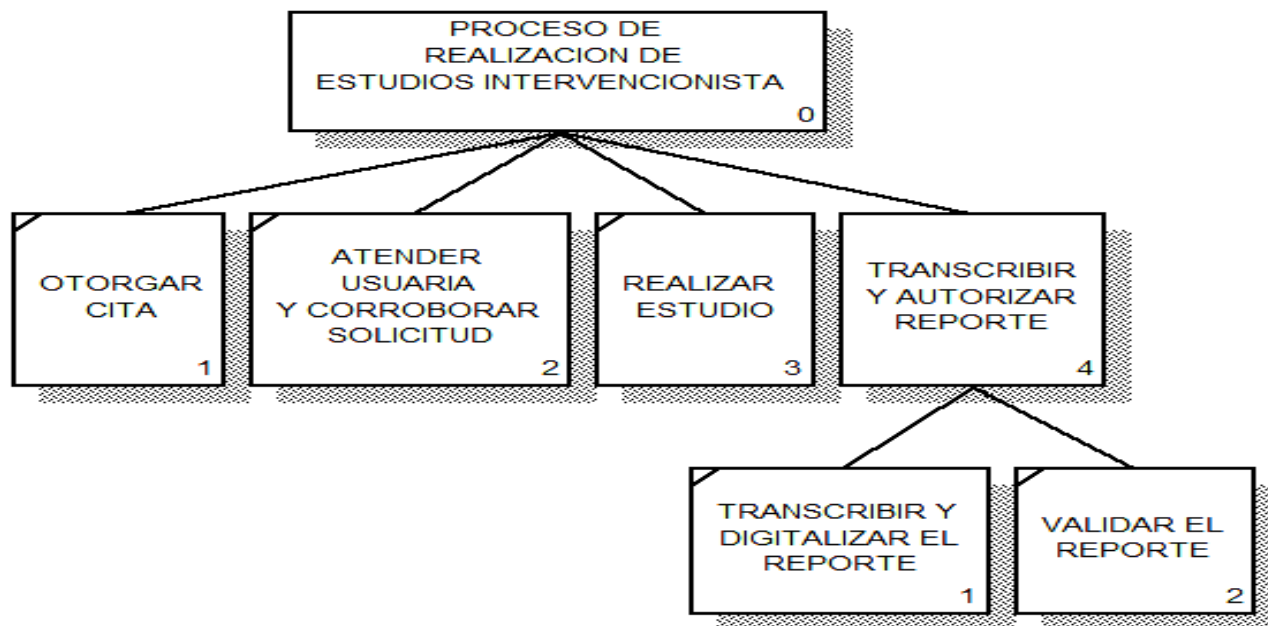 PROCESO DE
REALIZACION DE
ESTUDIOS INTERVENCIONISTA
0
OTORGAR
CITA
1
ATENDER
USUARIA
Y CORROBORAR
SOLICITUD
2
REALIZAR
ESTUDIO
3
TRANSCRIBIR
Y AUTORIZAR
REPORTE
4
TRANSCRIBIR Y
DIGITALIZAR EL
REPORTE
1
VALIDAR EL
REPORTE
2